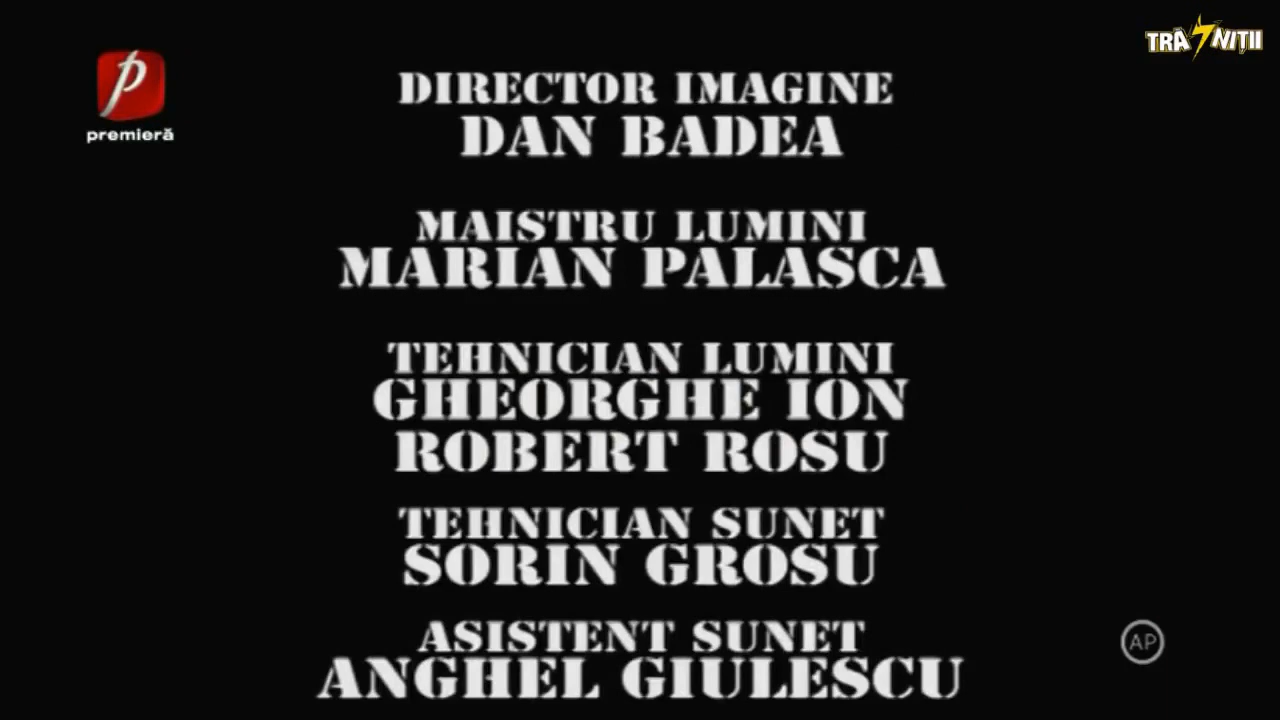 TRĂZNIȚII
p
premieră
DIRECTOR IMAGINE
DAN BADEA
MAISTRU LUMINI
MARIAN PALASCA
TEHNICIAN LUMINI
GHEORGHE ION
ROBERT ROSU
TEHNICIAN SUNET
SORIN GROSU
ASISTENT SUNET
ANGHEL GIULESCU
AP